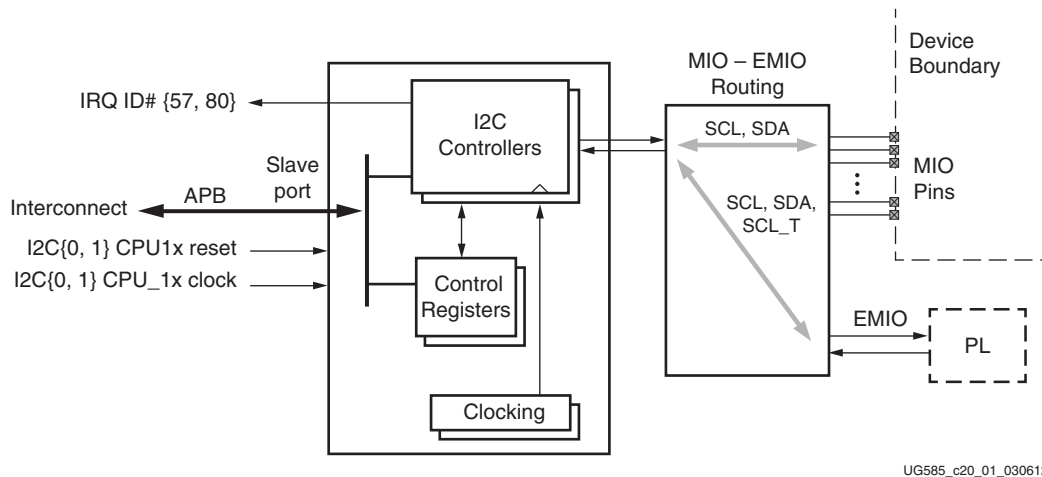 Device
Boundary
MIO – EMIO
Routing
IRQ ID# {57, 80}
I2C
Controllers
SCL, SDA
MIO
Pins
Slave
port
APB
Interconnect
SCL, SDA,
SCL_T
I2C{0, 1} CPU1x reset
I2C{0, 1} CPU_1x clock
Control
Registers
EMIO
PL
Clocking